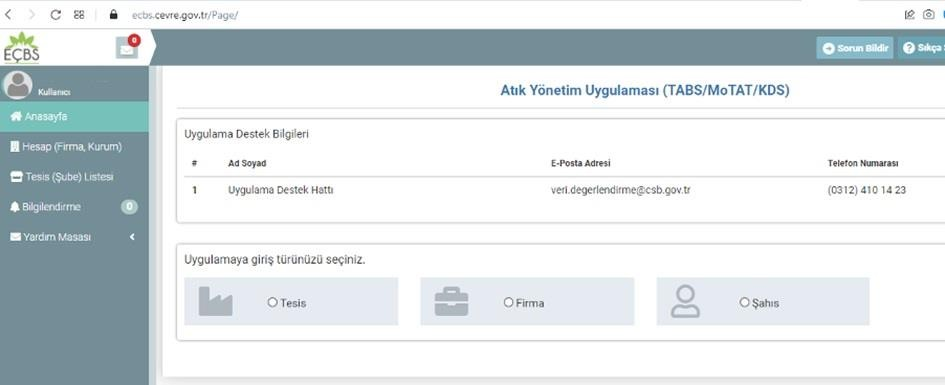 ecbs.cevre.gov.tr/Page/
EÇBS
0
Sorun Bildir
Sıkça
Kullanıcı
Anasayfa
Hesap (Firma, Kurum)
Tesis (Şube) Listesi
Bilgilendirme
0
Yardım Masası
Atık Yönetim Uygulaması (TABS/MoTAT/KDS)
Uygulama Destek Bilgileri
# Ad Soyad E-Posta Adresi Telefon Numarası
1 Uygulama Destek Hattı veri.degerlendirme@csb.gov.tr (0312) 410 14 23
Uygulamaya giriş türünüzü seçiniz.
Tesis
Firma
Şahıs